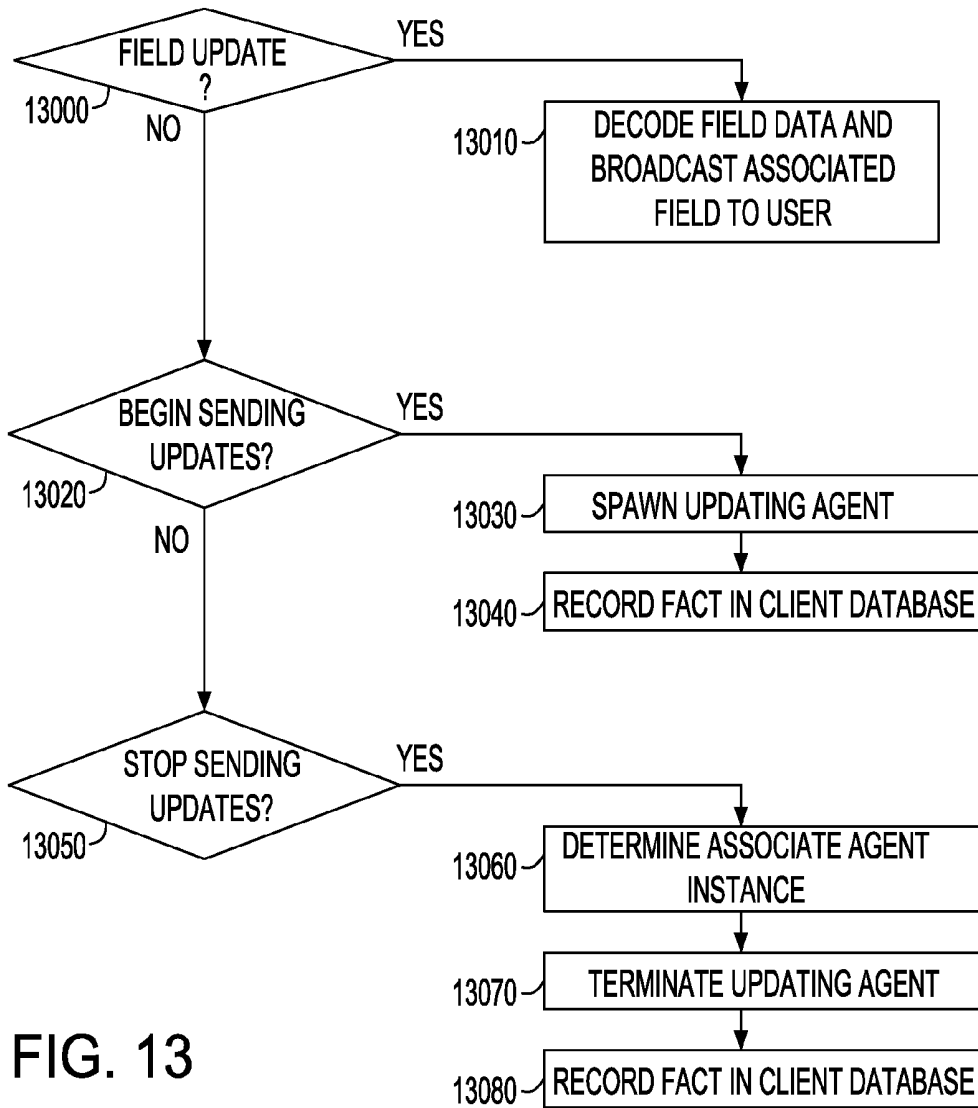 FIELD UPDATE
?
YES
13000
NO
13010
DECODE FIELD DATA AND
BROADCAST ASSOCIATED
FIELD TO USER
BEGIN SENDING
UPDATES?
YES
13020
NO
13030
SPAWN UPDATING AGENT
13040
RECORD FACT IN CLIENT DATABASE
STOP SENDING
UPDATES?
YES
13050
13060
DETERMINE ASSOCIATE AGENT
INSTANCE
13070
TERMINATE UPDATING AGENT
13080
RECORD FACT IN CLIENT DATABASE
FIG. 13